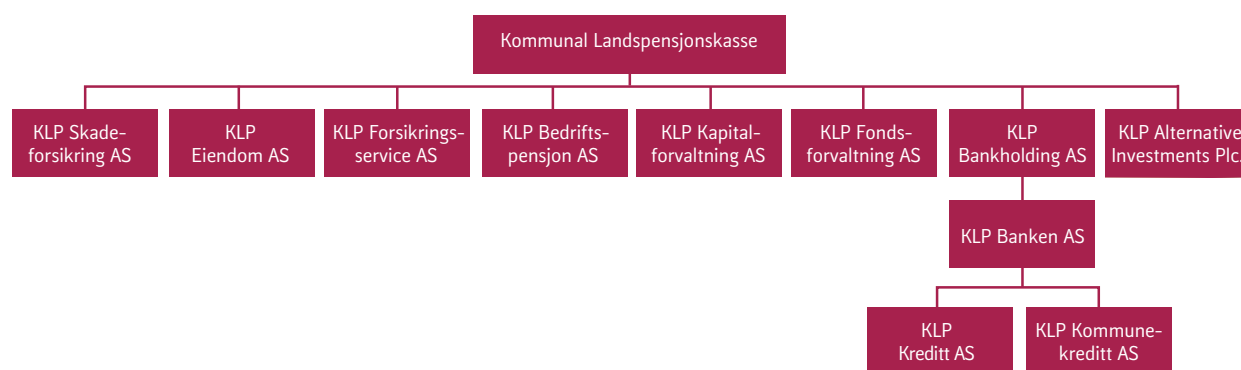 Kommunal Landspensjonskasse
KLP Skade-
forsikring AS
KLP
Eiendom AS
KLP Forsikrings-
service AS
KLP Bedrifts-
pensjon AS
KLP Kapital-
forvaltning AS
KLP Fonds-
forvaltning AS
KLP
Bankholding AS
KLP Alternative
Investments Plc.
KLP Banken AS
KLP
Kreditt AS
KLP Kommune-
kreditt AS